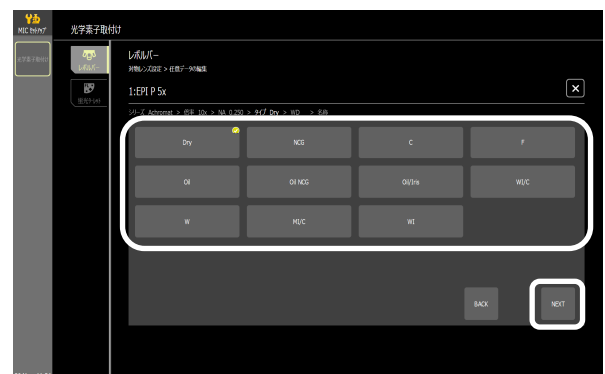 MIC ｾｯﾄｱｯﾌﾟ
光学素子取付け
光学素子取付け
レボルバー
レボルバー
対物レンズ設定 > 任意データの編集
1:EPI P 5x
シリーズ Achromat > 倍率 10x > NA 0.250 > タイプ Dry > WD > 名称
Dry
NCG
C
F
Oil
Oil NCG
Oil/Iris
WI/C
W
MI/C
WI
BACK
NEXT